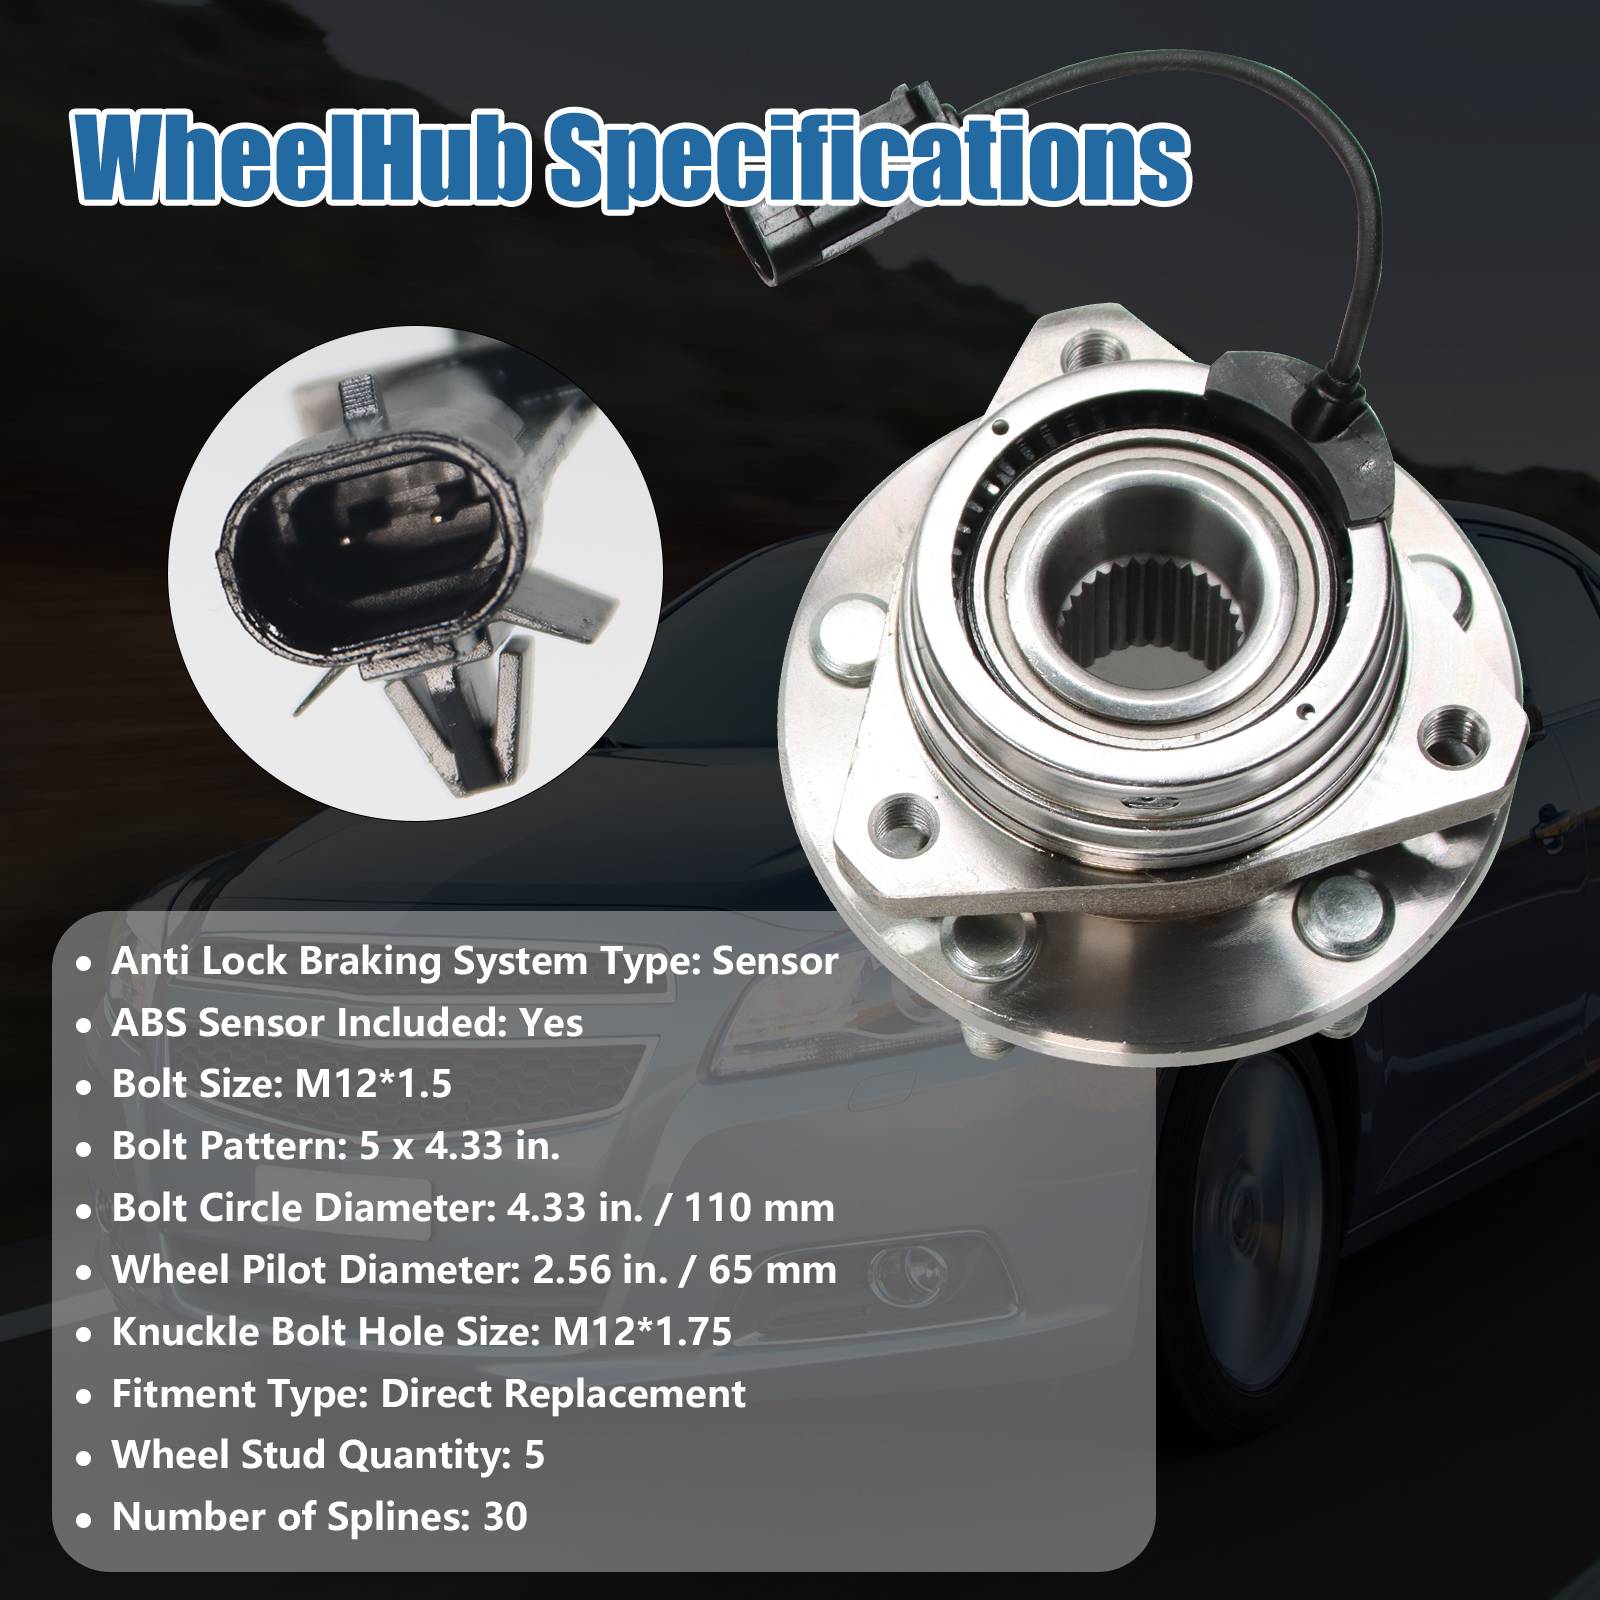 WheelHub Specifications
• Anti Lock Braking System Type: Sensor
• ABS Sensor Included: Yes
• Bolt Size: M12*1.5
• Bolt Pattern: 5 x 4.33 in.
• Bolt Circle Diameter: 4.33 in. / 110 mm
• Wheel Pilot Diameter: 2.56 in. / 65 mm
• Knuckle Bolt Hole Size: M12*1.75
• Fitment Type: Direct Replacement
• Wheel Stud Quantity: 5
• Number of Splines: 30